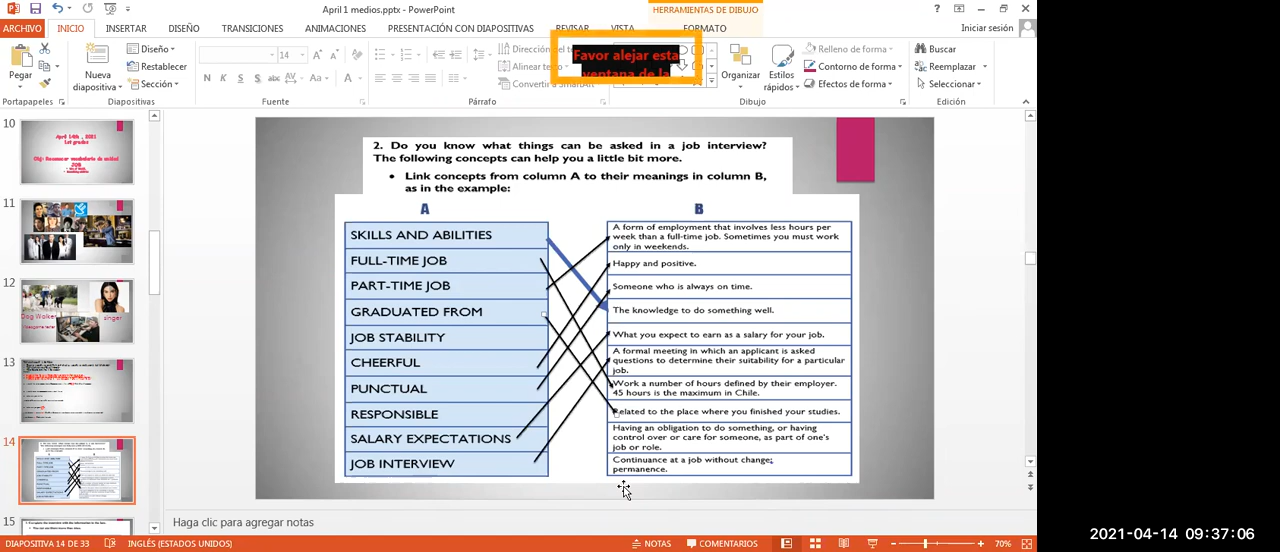 April 1 medios.pptx - PowerPoint
HERRAMIENTAS DE DIBUJO
ARCHIVO INICIO INSERTAR DISEÑO TRANSICIONES ANIMACIONES PRESENTACIÓN CON DIAPOSITIVAS REVISAR VISTA FORMATO Iniciar sesión
Pegar
Nueva
diapositiva
Diseño
Restablecer
Sección
14
Dirección del t
Alinear texto
Convertir a SmartArt
Favor alejar esta
ventana de la
Organizar
Estilos
rápidos
Relleno de forma
Contorno de forma
Efectos de forma
Buscar
Reemplazar
Seleccionar
Portapapeles Diapositivas Fuente Párrafo Dibujo Edición
10
April 14th , 2021
1st grades
JOB
11
12
Dog Walker
singer
13
14
15
2. Do you know what things can be asked in a job interview?
The following concepts can help you a little bit more.
• Link concepts from column A to their meanings in column B,
as in the example:
A
SKILLS AND ABILITIES
FULL-TIME JOB
PART-TIME JOB
GRADUATED FROM
JOB STABILITY
CHEERFUL
PUNCTUAL
RESPONSIBLE
SALARY EXPECTATIONS
JOB INTERVIEW
B
A form of employment that involves less hours per
week than a full-time job. Sometimes you must work
only in weekends.
Happy and positive.
Someone who is always on time.
The knowledge to do something well.
What you expect to earn as a salary for your job.
A formal meeting in which an applicant is asked
questions to determine their suitability for a particular
job.
Work a number of hours defined by their employer.
45 hours is the maximum in Chile.
Related to the place where you finished your studies.
Having an obligation to do something, or having
control over or care for someone, as part of one's
job or role.
Continuance at a job without change;
permanence.
Haga clic para agregar notas
DIAPOSITIVA 14 DE 33 INGLÉS (ESTADOS UNIDOS) NOTAS COMENTARIOS 70%
2021-04-14 09:37:06